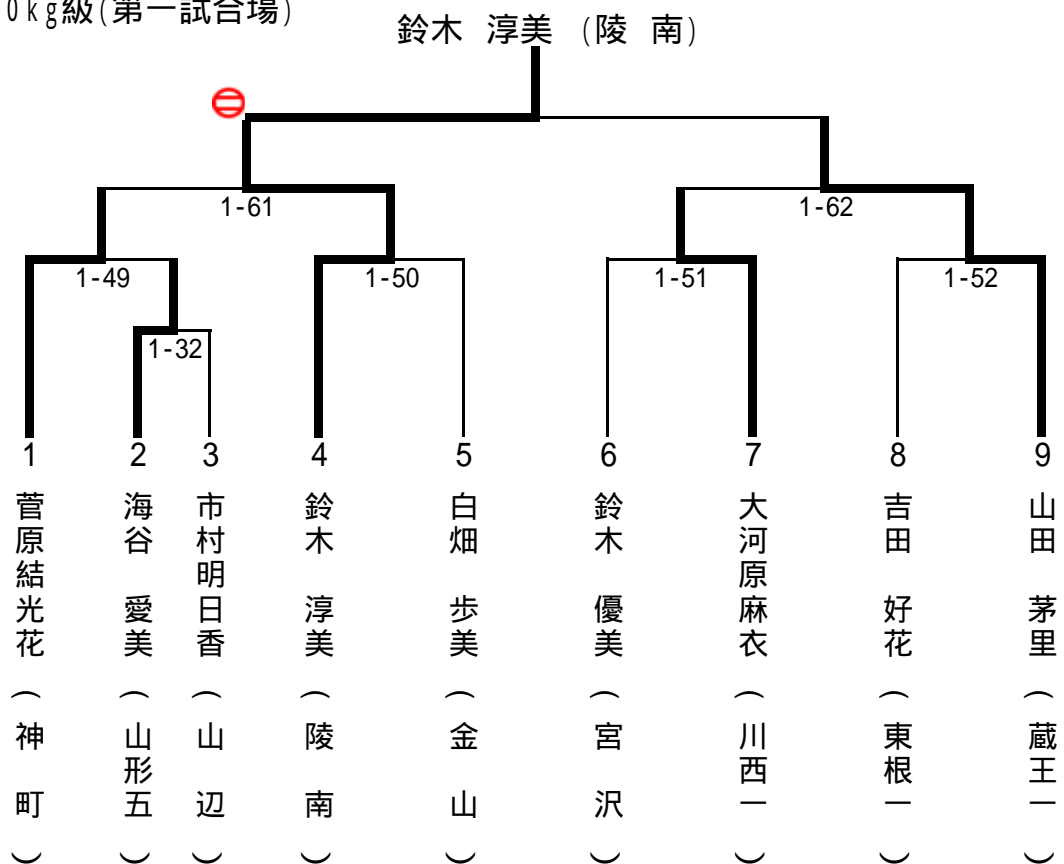 0kg級(第一試合場)
鈴木 淳美 (陵 南)
1-61
1-62
1-49
1-50
1-51
1-52
1-32
1
2
3
4
5
6
7
8
9
菅原結光花(神町)
海谷 愛美(山形五)
市村明日香(山辺)
鈴木 淳美(陵南)
白畑 歩美(金山)
鈴木 優美(宮沢)
大河原麻衣(川西一)
吉田 好花(東根一)
山田 茅里(蔵王一)